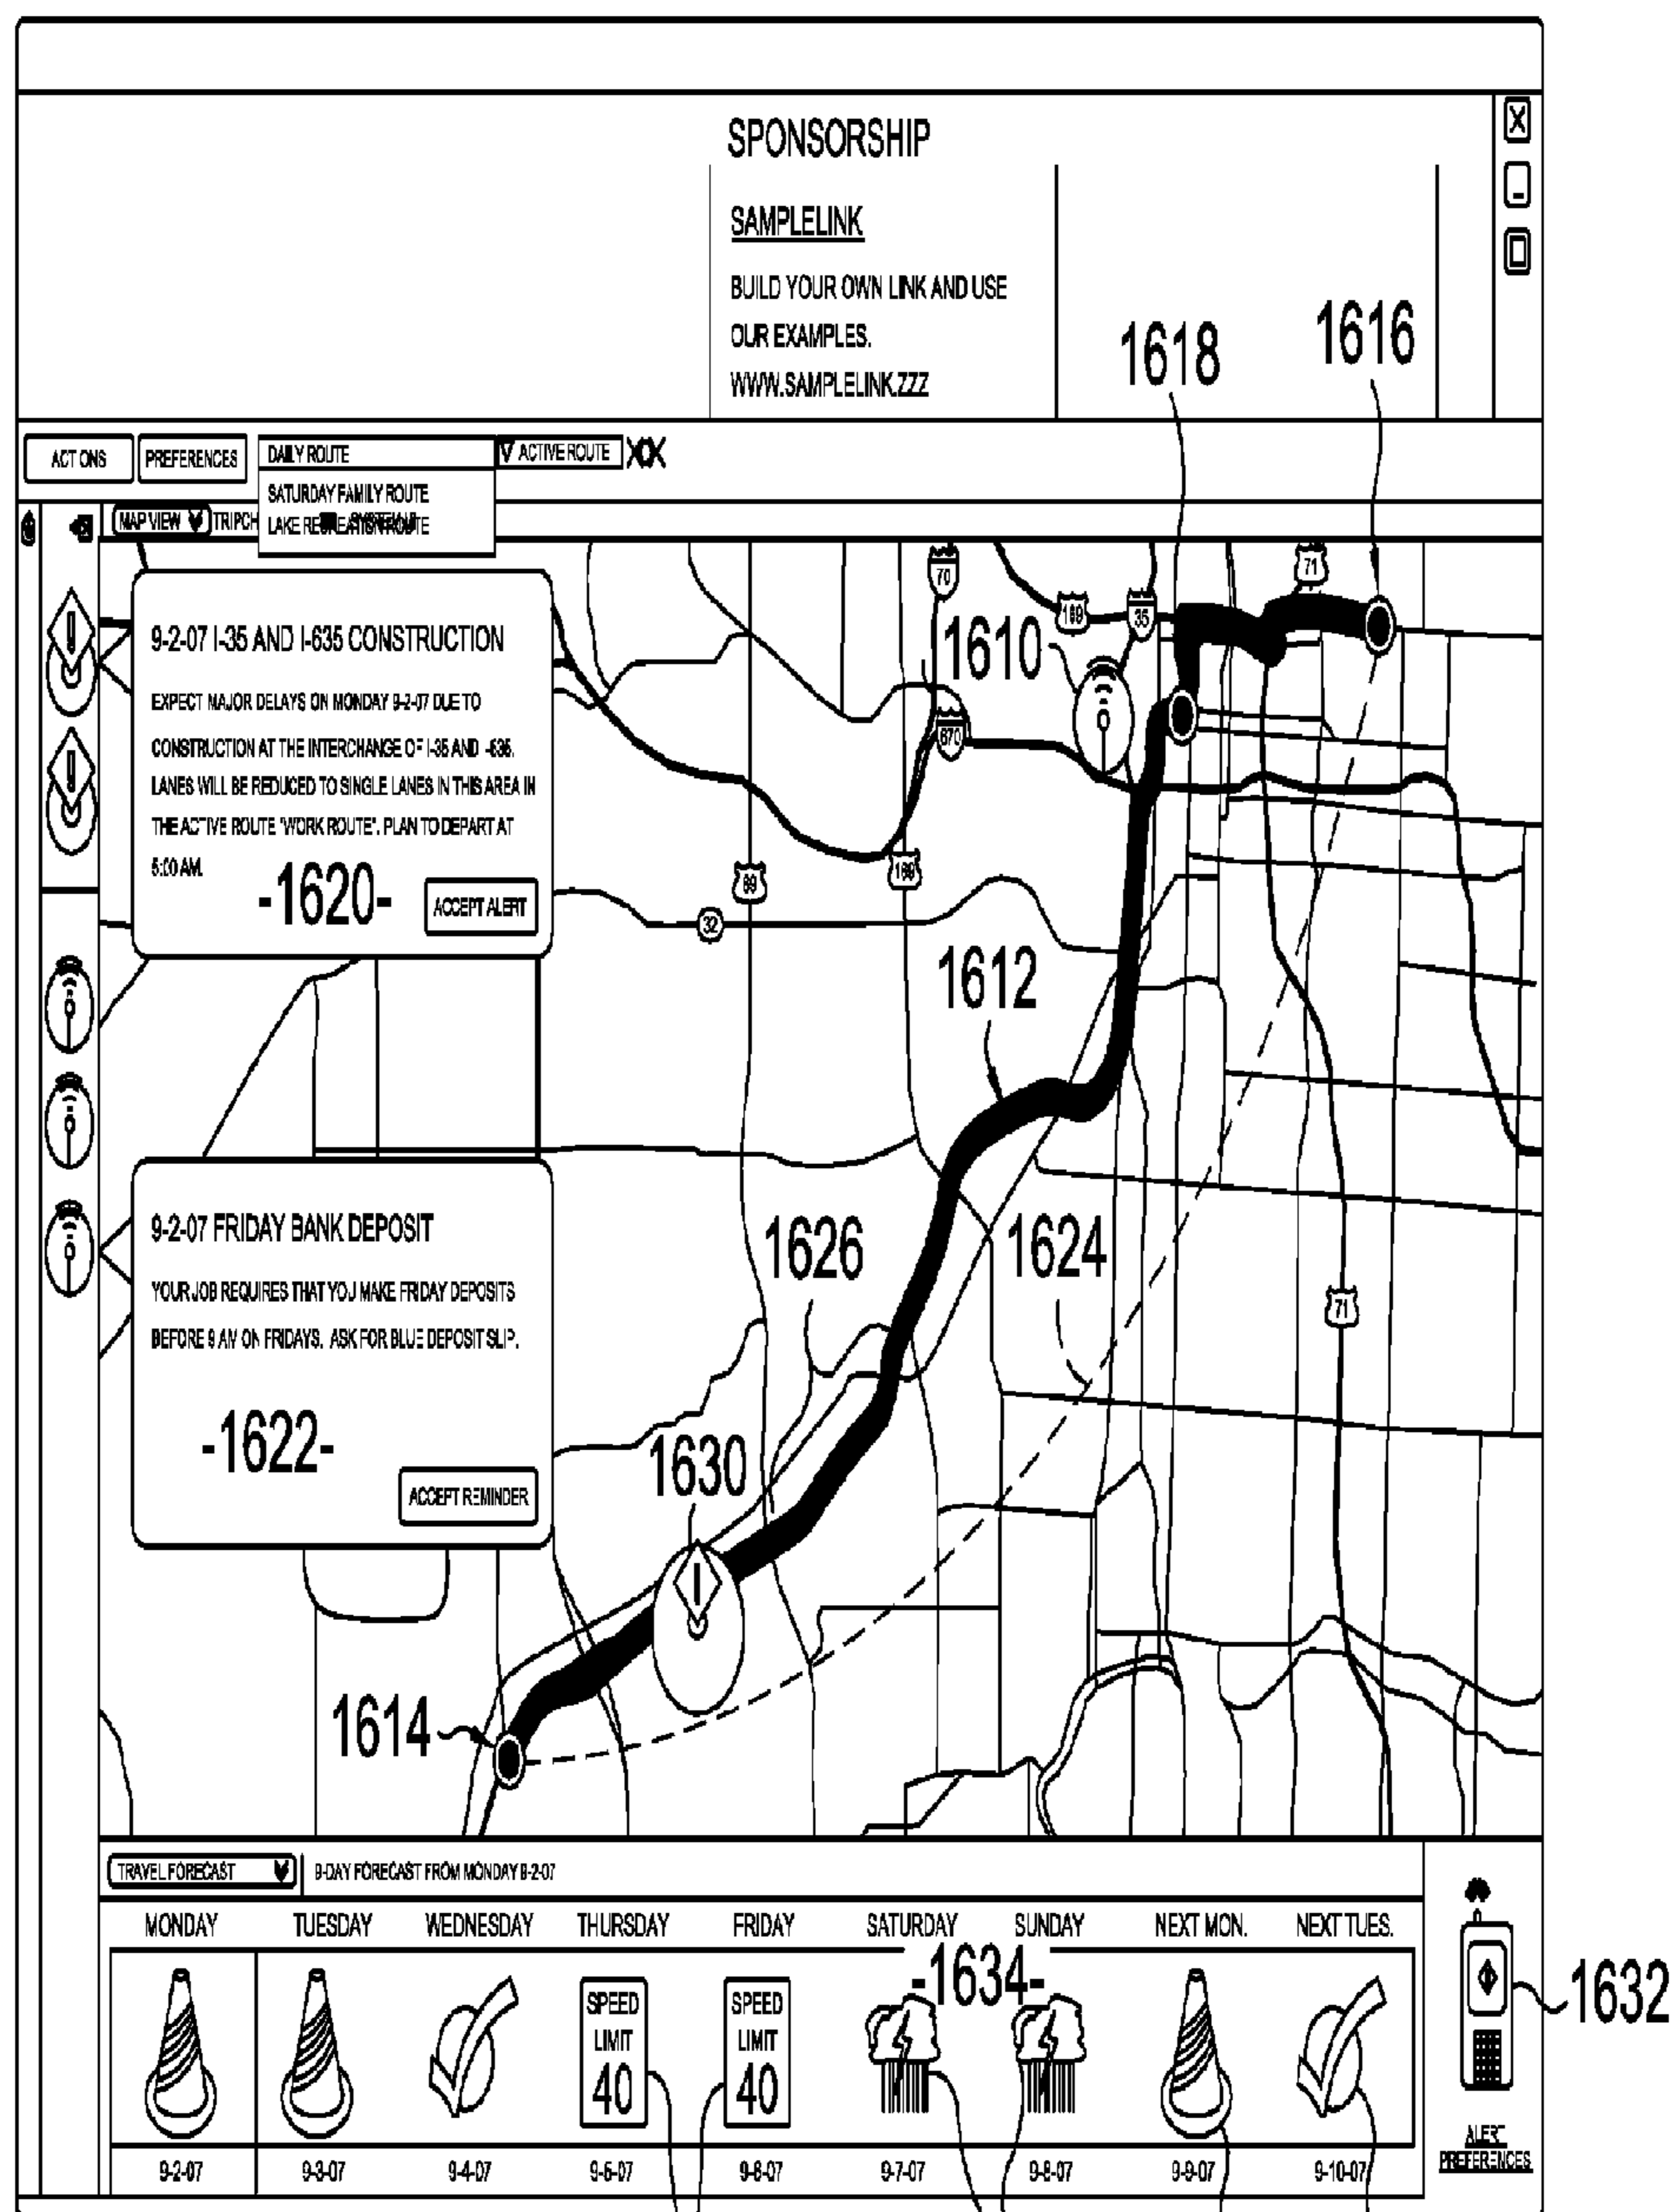 SPONSORSHIP
SAMPLELINK
BUILD YOUR OWN LINK AND USE
OUR EXAMPLES.
WWW.SAMPLELINK.ZZZ
1618
1616
ACT ONS
PREFERENCES
DAILY ROUTE
ACTIVE ROUTE
SATURDAY FAMILY ROUTE
MAP VIEW
TRIPCH
LAKE RECREATION ROUTE
9-2-07 I-35 AND I-635 CONSTRUCTION
EXPECT MAJOR DELAYS ON MONDAY 9-2-07 DUE TO
CONSTRUCTION AT THE INTERCHANGE OF I-35 AND -635.
LANES WILL BE REDUCED TO SINGLE LANES IN THIS AREA IN
THE ACTIVE ROUTE "WORK ROUTE". PLAN TO DEPART AT
5:00 AM.
-1620-
ACCEPT ALERT
70
71
169
35
1610
670
69
169
32
1612
9-2-07 FRIDAY BANK DEPOSIT
YOUR JOB REQUIRES THAT YOU MAKE FRIDAY DEPOSITS
BEFORE 9 AM ON FRIDAYS. ASK FOR BLUE DEPOSIT SLIP.
-1622-
ACCEPT REMINDER
1626
1624
71
1630
1614
TRAVEL FORECAST
9-DAY FORECAST FROM MONDAY 9-2-07
MONDAY TUESDAY WEDNESDAY THURSDAY FRIDAY SATURDAY SUNDAY NEXT MON. NEXT TUES.
-1634-
SPEED
LIMIT
40
SPEED
LIMIT
40
1632
9-2-07 9-3-07 9-4-07 9-5-07 9-6-07 9-7-07 9-8-07 9-9-07 9-10-07
ALERT
PREFERENCES